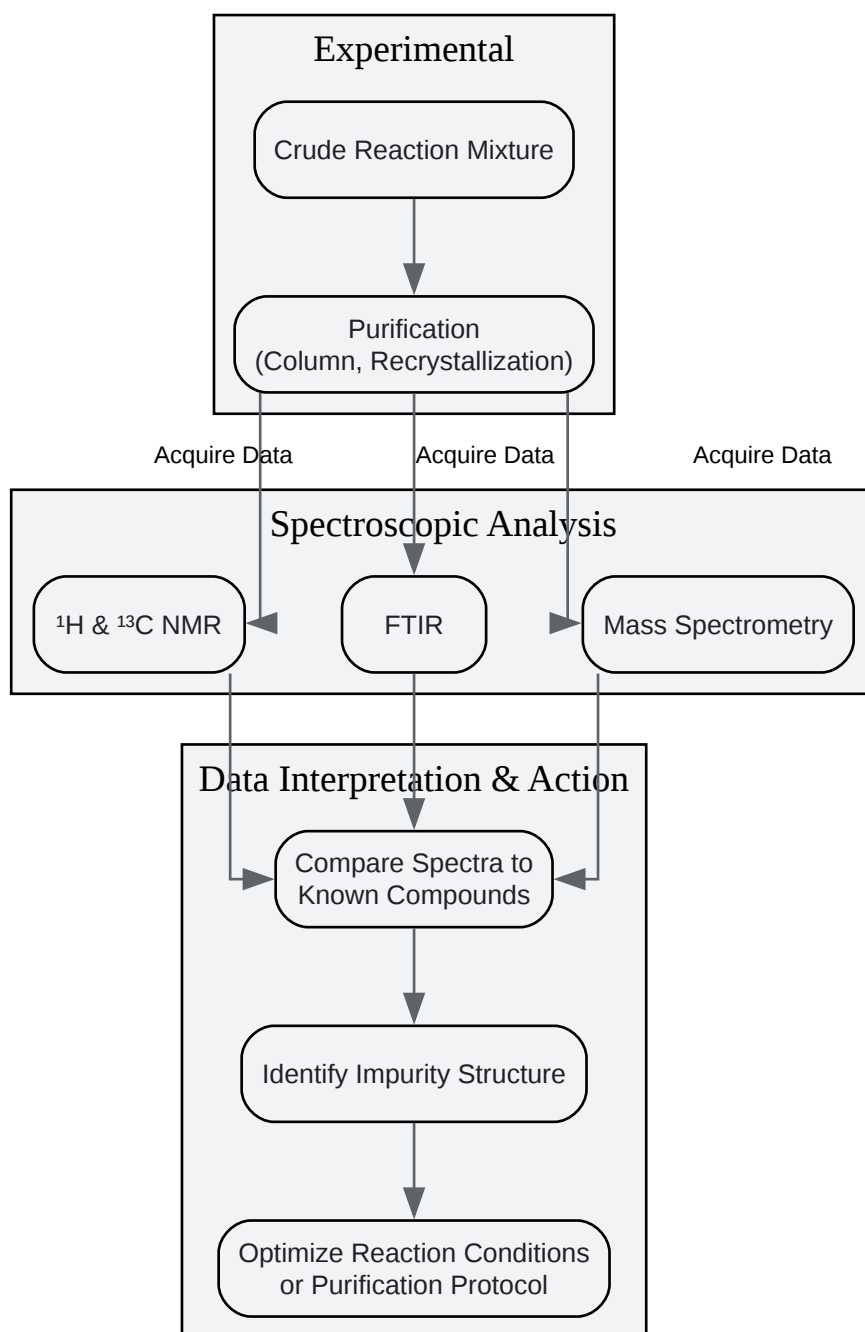 Experimental
Crude Reaction Mixture
Purification
(Column, Recrystallization)
Acquire Data
Acquire Data
Acquire Data
Spectroscopic Analysis
¹H & ¹³C NMR
FTIR
Mass Spectrometry
Data Interpretation & Action
Compare Spectra to
Known Compounds
Identify Impurity Structure
Optimize Reaction Conditions
or Purification Protocol